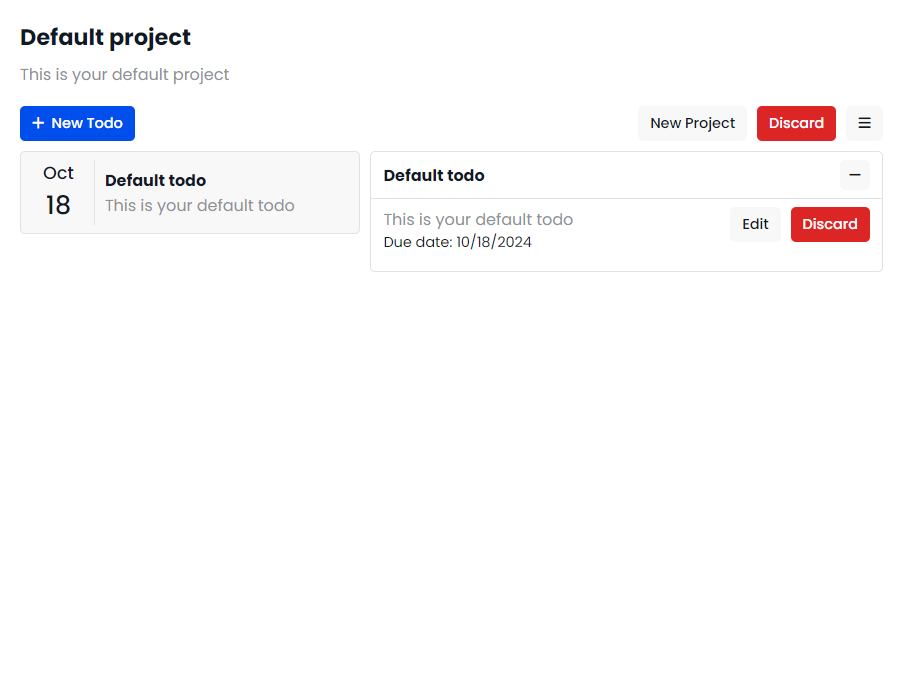 Default project
This is your default project
+ New Todo
New Project
Discard
Oct
18
Default todo
This is your default todo
Default todo
This is your default todo
Due date: 10/18/2024
Edit
Discard